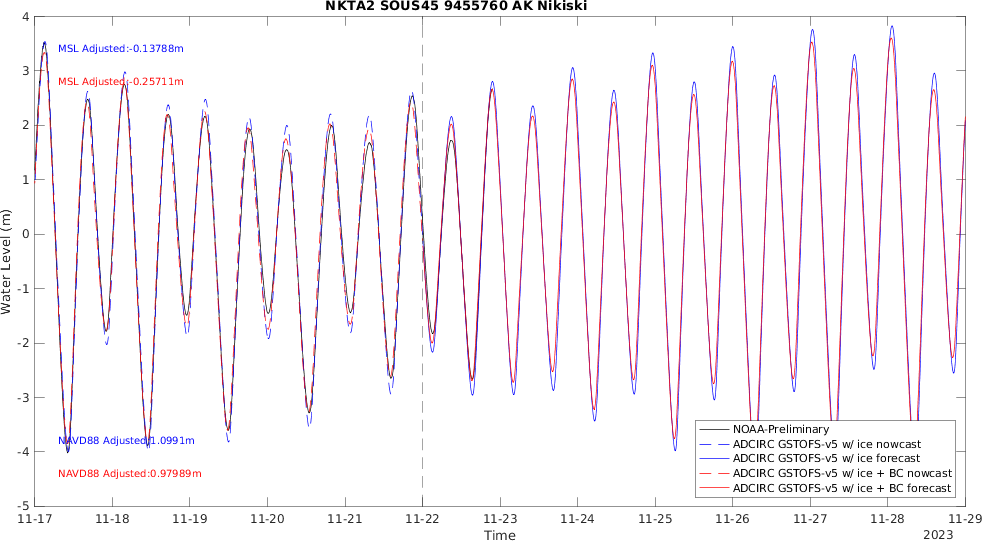 NKTA2 SOUS45 9455760 AK Nikiski
4
3
2
1
0
-1
-2
-3
-4
-5
Water Level (m)
MSL Adjusted:-0.13788m
MSL Adjusted:-0.25711m
NAVD88 Adjusted:1.0991m
NAVD88 Adjusted:0.97989m
NOAA-Preliminary
ADCIRC GSTOFS-v5 w/ ice nowcast
ADCIRC GSTOFS-v5 w/ ice forecast
ADCIRC GSTOFS-v5 w/ ice + BC nowcast
ADCIRC GSTOFS-v5 w/ ice + BC forecast
11-17 11-18 11-19 11-20 11-21 11-22 11-23 11-24 11-25 11-26 11-27 11-28 11-29
Time
2023